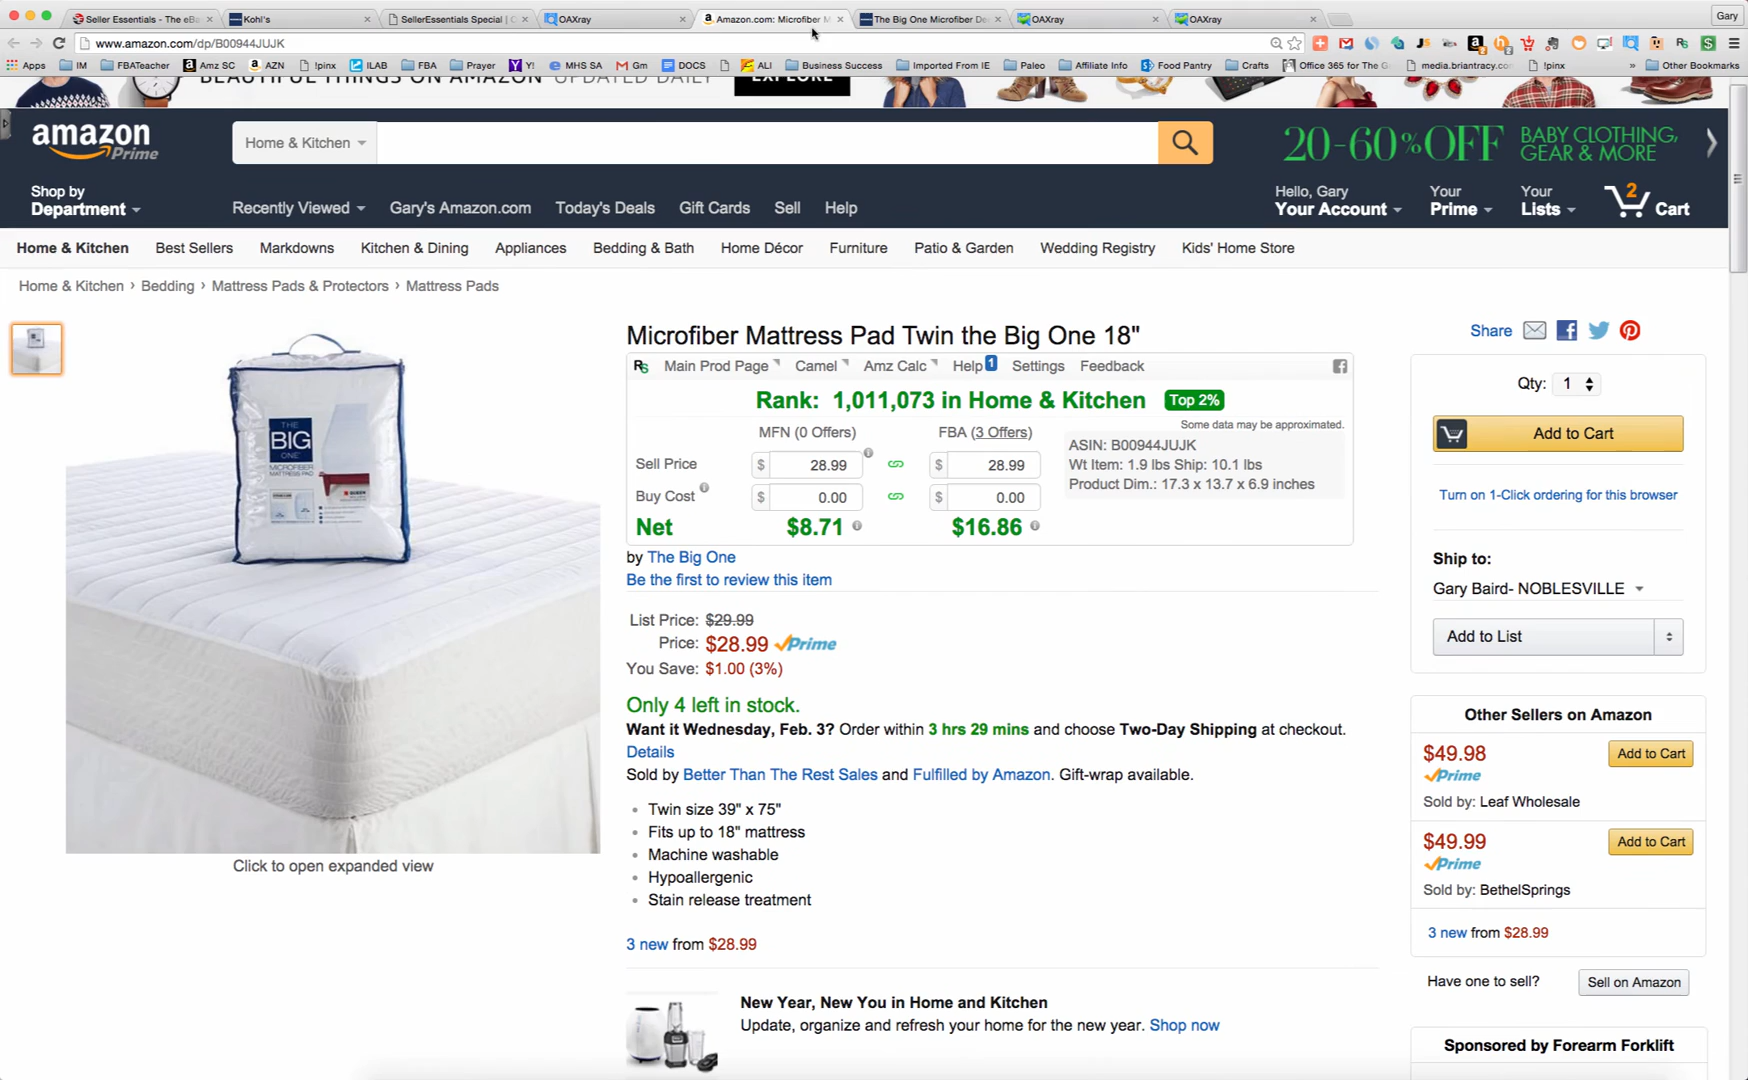 Seller Essentials - The eBa
Kohl's
SellerEssentials Special | C
OAXray
Amazon.com: Microfiber M
The Big One Microfiber De
OAXray
OAXray
Gary
www.amazon.com/dp/B00944JUJK
Apps
IM
FBATeacher
Amz SC
AZN
!pinx
ILAB
FBA
Prayer
Y!
MHS SA
Gm
DOCS
ALI
Business Success
Imported From IE
Paleo
Affiliate Info
Food Pantry
Crafts
Office 365 for The G
media.briantracy.co
!pinx
»
Other Bookmarks
BEAUTIFUL THINGS ON AMAZON UPDATED DAILY
EXPLORE
amazon
Prime
Home & Kitchen
20-60% OFF
BABY CLOTHING,
GEAR & MORE
Shop by
Department
Recently Viewed
Gary's Amazon.com
Today's Deals
Gift Cards
Sell
Help
Hello, Gary
Your Account
Your
Prime
Your
Lists
2
Cart
Home & Kitchen
Best Sellers
Markdowns
Kitchen & Dining
Appliances
Bedding & Bath
Home Décor
Furniture
Patio & Garden
Wedding Registry
Kids' Home Store
Home & Kitchen › Bedding › Mattress Pads & Protectors › Mattress Pads
THE
BIG
ONE
MICROFIBER
MATTRESS PAD
QUEEN
Click to open expanded view
Microfiber Mattress Pad Twin the Big One 18"
RS
Main Prod Page
Camel
Amz Calc
Help 1
Settings
Feedback
Rank: 1,011,073 in Home & Kitchen Top 2%
Some data may be approximated.
MFN (0 Offers)
FBA (3 Offers)
Sell Price
$ 28.99
$ 28.99
Buy Cost
$ 0.00
$ 0.00
Net
$8.71
$16.86
ASIN: B00944JUJK
Wt Item: 1.9 lbs Ship: 10.1 lbs
Product Dim.: 17.3 x 13.7 x 6.9 inches
by The Big One
Be the first to review this item
List Price: $29.99
Price: $28.99 Prime
You Save: $1.00 (3%)
Only 4 left in stock.
Want it Wednesday, Feb. 3? Order within 3 hrs 29 mins and choose Two-Day Shipping at checkout.
Details
Sold by Better Than The Rest Sales and Fulfilled by Amazon. Gift-wrap available.
• Twin size 39" x 75"
• Fits up to 18" mattress
• Machine washable
• Hypoallergenic
• Stain release treatment
3 new from $28.99
New Year, New You in Home and Kitchen
Update, organize and refresh your home for the new year. Shop now
Share
Qty: 1
Add to Cart
Turn on 1-Click ordering for this browser
Ship to:
Gary Baird- NOBLESVILLE
Add to List
Other Sellers on Amazon
$49.98
Add to Cart
Prime
Sold by: Leaf Wholesale
$49.99
Add to Cart
Prime
Sold by: BethelSprings
3 new from $28.99
Have one to sell?
Sell on Amazon
Sponsored by Forearm Forklift